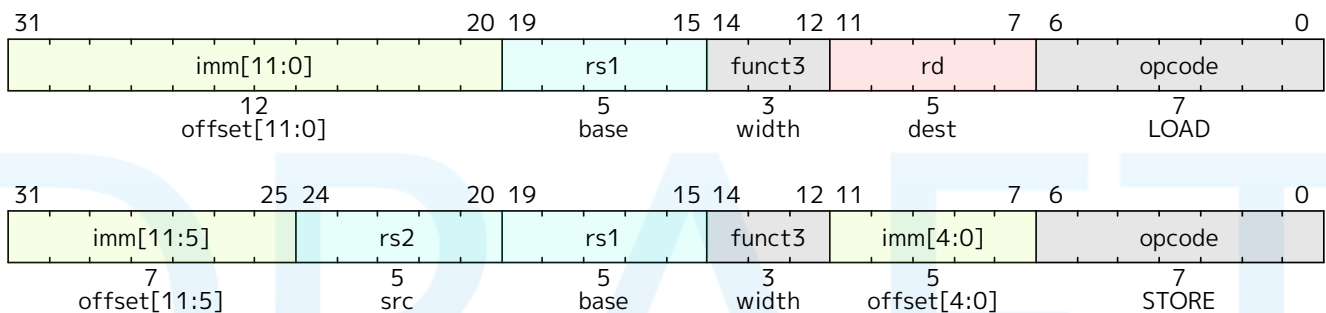 31 20 19 15 14 12 11 7 6 0
imm[11:0] rs1 funct3 rd opcode
12 5 3 5 7
offset[11:0] base width dest LOAD
31 25 24 20 19 15 14 12 11 7 6 0
imm[11:5] rs2 rs1 funct3 imm[4:0] opcode
7 5 5 3 5 7
offset[11:5] src base width offset[4:0] STORE
DRAFT